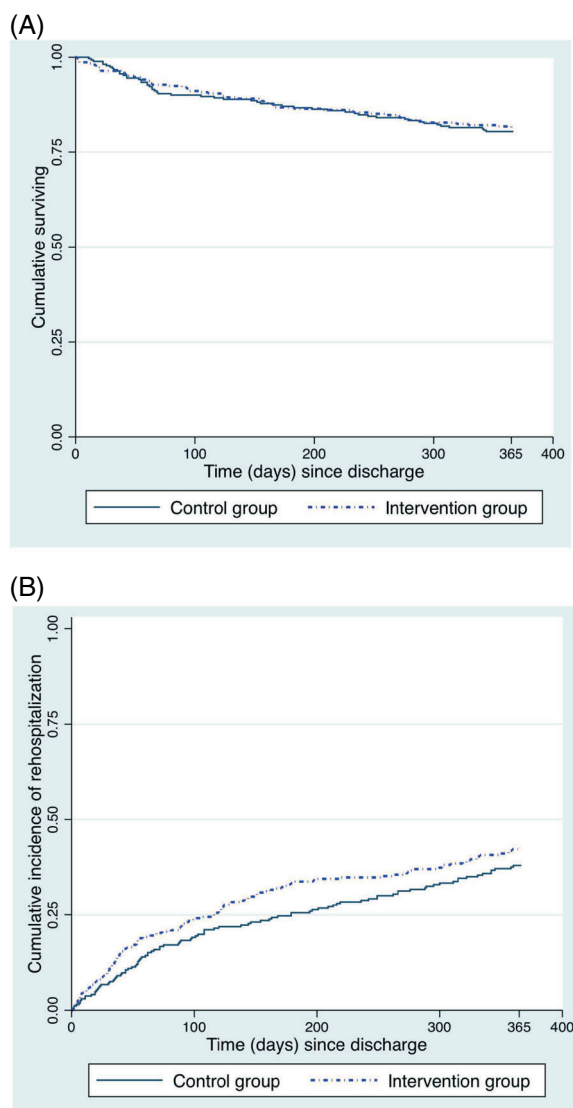 (A)
Cumulative surviving
1.00
0.75
0.50
0.25
0.00
0 100 200 300 365 400
Time (days) since discharge
Control group Intervention group
(B)
Cumulative incidence of rehospitalization
1.00
0.75
0.50
0.25
0.00
0 100 200 300 365 400
Time (days) since discharge
Control group Intervention group